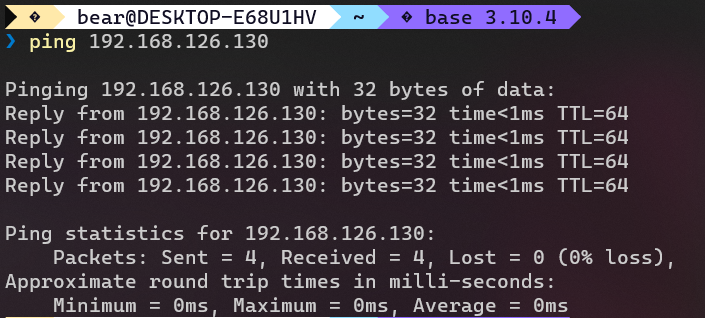 � bear@DESKTOP-E68U1HV ~ � base 3.10.4
❯ ping 192.168.126.130
Pinging 192.168.126.130 with 32 bytes of data:
Reply from 192.168.126.130: bytes=32 time<1ms TTL=64
Reply from 192.168.126.130: bytes=32 time<1ms TTL=64
Reply from 192.168.126.130: bytes=32 time<1ms TTL=64
Reply from 192.168.126.130: bytes=32 time<1ms TTL=64
Ping statistics for 192.168.126.130:
Packets: Sent = 4, Received = 4, Lost = 0 (0% loss),
Approximate round trip times in milli-seconds:
Minimum = 0ms, Maximum = 0ms, Average = 0ms